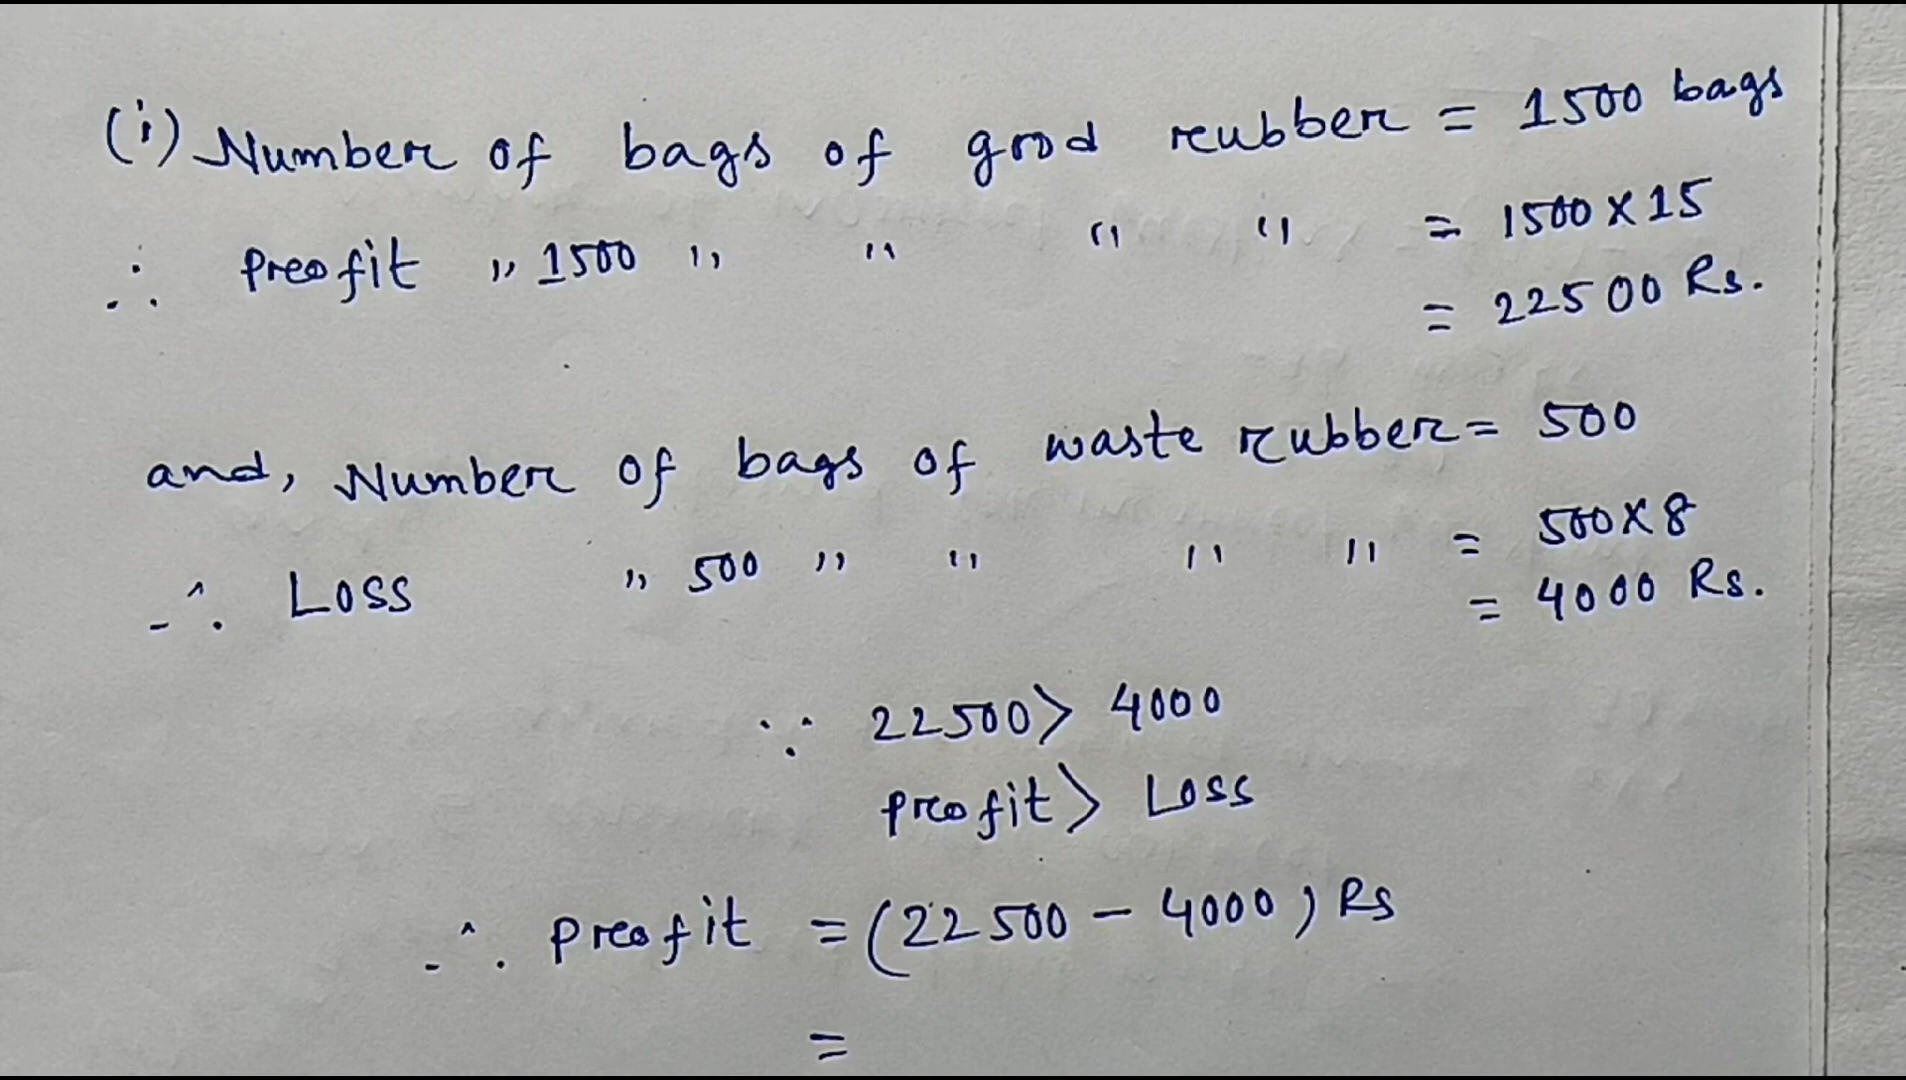 (i) Number of bags of good rubber = 1500 bags
∴ Profit ,, 1500 ,, ,, ,, ,, = 1500 × 15
= 22500 Rs.
and, Number of bags of waste rubber = 500
∴ Loss ,, 500 ,, ,, ,, ,, = 500 × 8
= 4000 Rs.
∵ 22500 > 4000
profit > Loss
∴ profit = (22500 - 4000) Rs
=